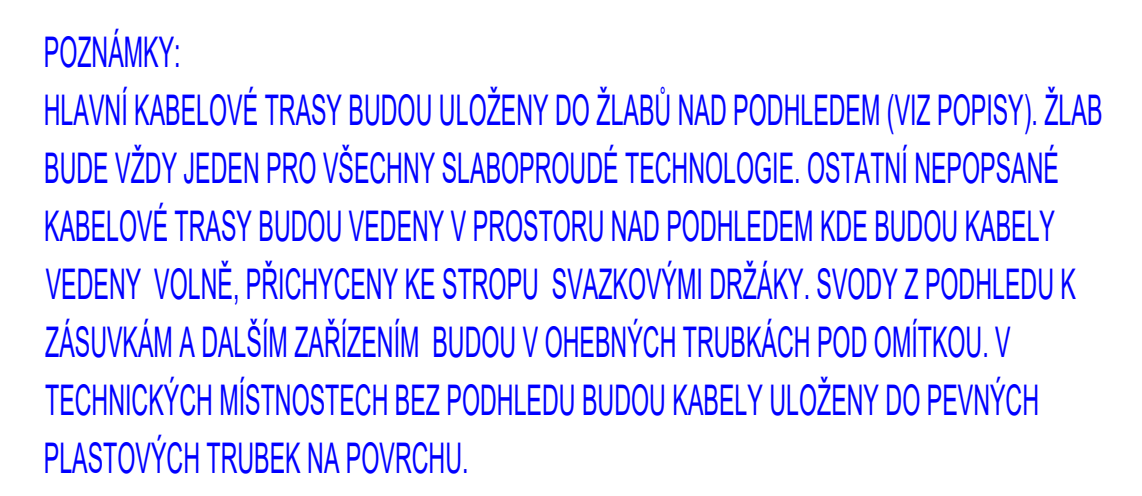 POZNÁMKY:
HLAVNÍ KABELOVÉ TRASY BUDOU ULOŽENY DO ŽLABŮ NAD PODHLEDEM (VIZ POPISY). ŽLAB
BUDE VŽDY JEDEN PRO VŠECHNY SLABOPROUDÉ TECHNOLOGIE. OSTATNÍ NEPOPSANÉ
KABELOVÉ TRASY BUDOU VEDENY V PROSTORU NAD PODHLEDEM KDE BUDOU KABELY
VEDENY  VOLNĚ, PŘICHYCENY KE STROPU  SVAZKOVÝMI DRŽÁKY. SVODY Z PODHLEDU K
ZÁSUVKÁM A DALŠÍM ZAŘÍZENÍM  BUDOU V OHEBNÝCH TRUBKÁCH POD OMÍTKOU. V
TECHNICKÝCH MÍSTNOSTECH BEZ PODHLEDU BUDOU KABELY ULOŽENY DO PEVNÝCH
PLASTOVÝCH TRUBEK NA POVRCHU.